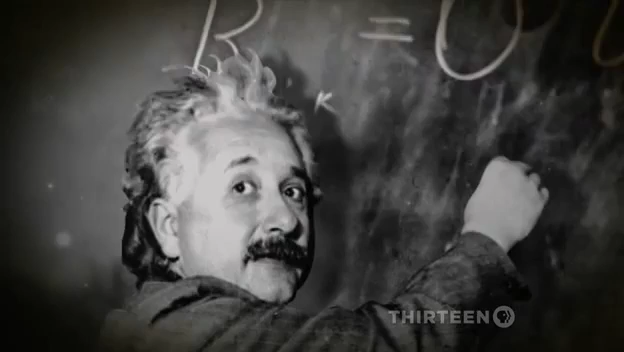 R = 0
K
THIRTEEN